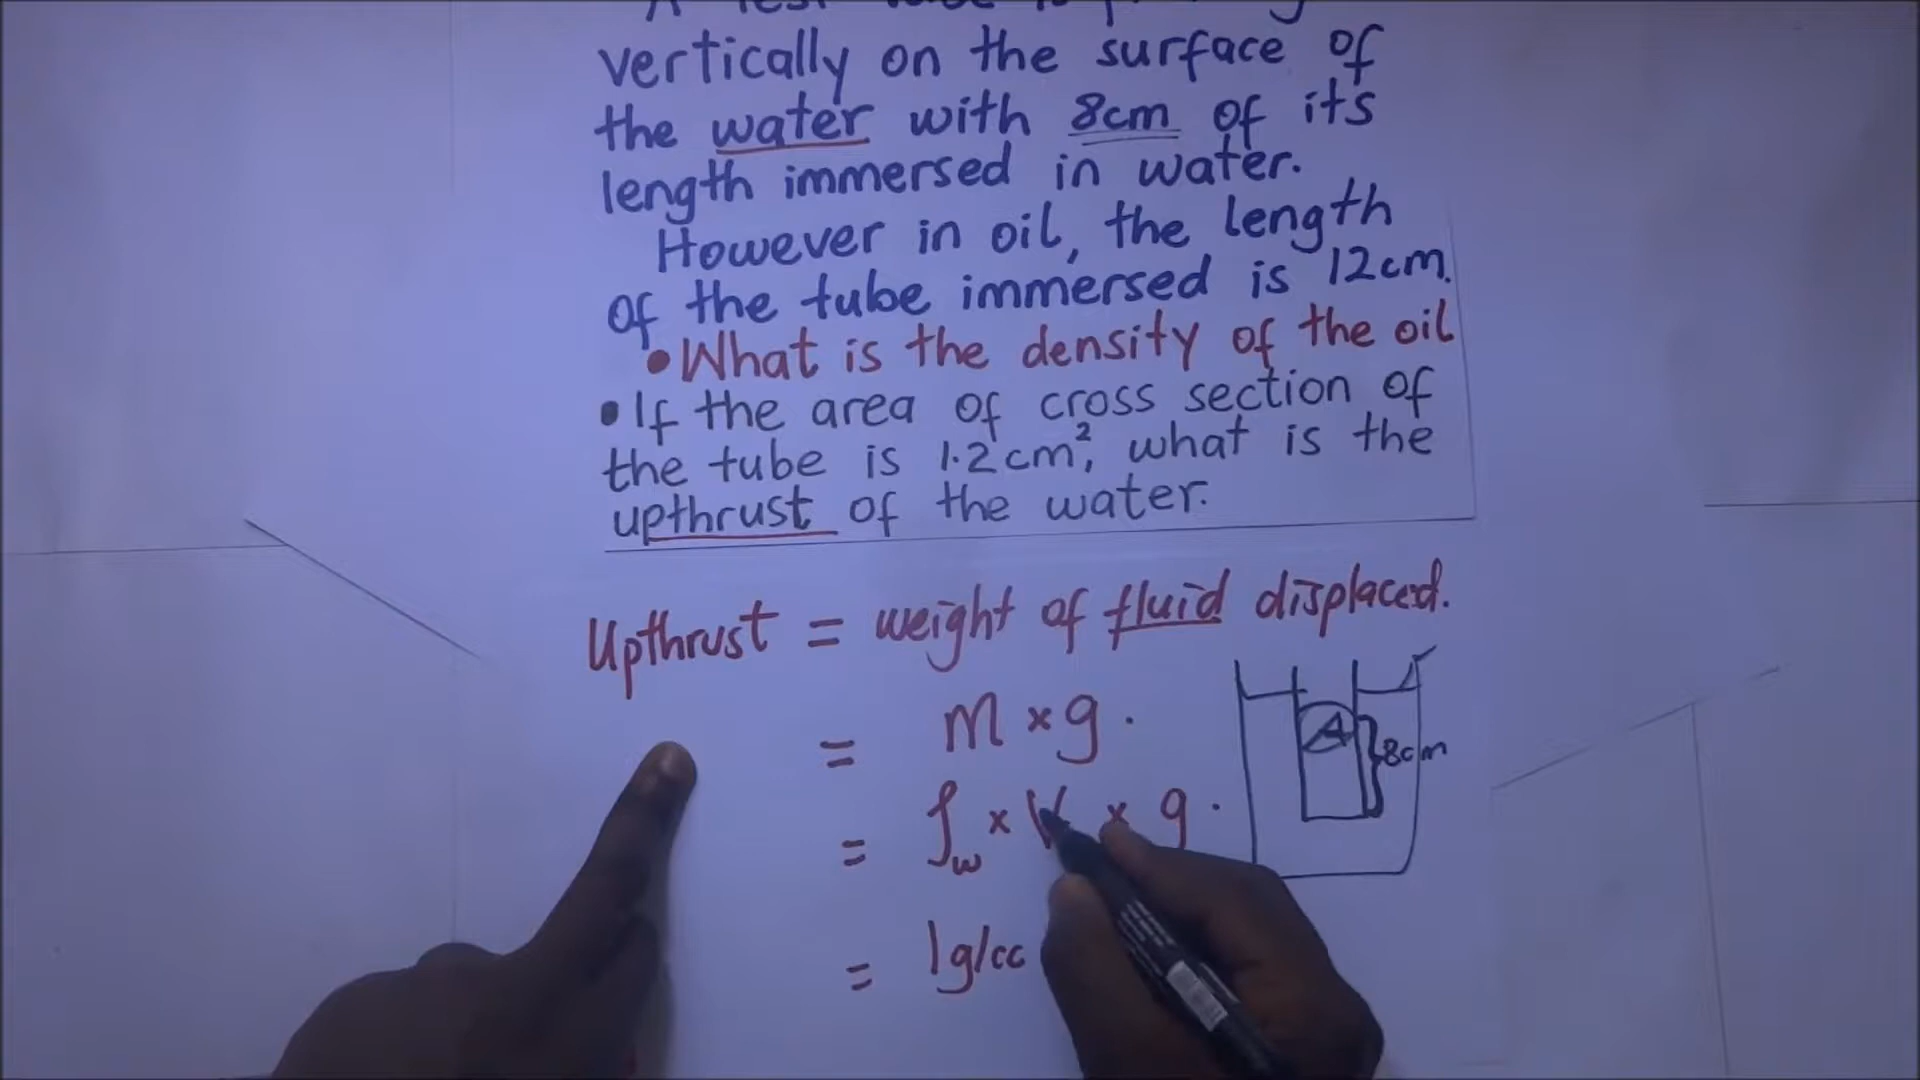 vertically on the surface of
the water with 8cm of its
length immersed in water.
However in oil, the length
of the tube immersed is 12cm.
• What is the density of the oil
• If the area of cross section of
the tube is 1.2cm², what is the
upthrust of the water.
Upthrust = weight of fluid displaced.
= m × g.
A
8cm
= ρw × V × g.
= 1g/cc